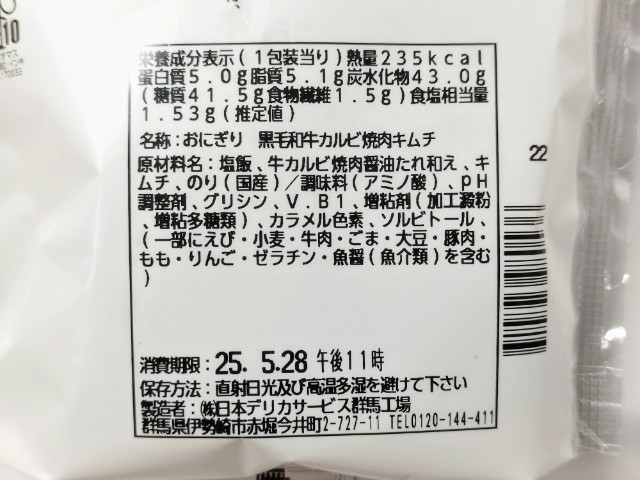 栄養成分表示(1包装当り)熱量235kcal
蛋白質5.0g脂質5.1g炭水化物43.0g
(糖質41.5g食物繊維1.5g)食塩相当量
1.53g(推定値)
名称:おにぎり 黒毛和牛カルビ焼肉キムチ
原材料名:塩飯、牛カルビ焼肉醤油たれ和え、キ
ムチ、のり(国産)/調味料(アミノ酸)、pH
調整剤、グリシン、V.B1、増粘剤(加工澱粉
、増粘多糖類)、カラメル色素、ソルビトール、
(一部にえび・小麦・牛肉・ごま・大豆・豚肉・
もも・りんご・ゼラチン・魚醤(魚介類)を含む
)
消費期限:25. 5.28 午後11時
保存方法:直射日光及び高温多湿を避けて下さい
製造者:㈱日本デリカサービス群馬工場
群馬県伊勢崎市赤堀今井町2-727-11 TEL0120-144-411
22
10